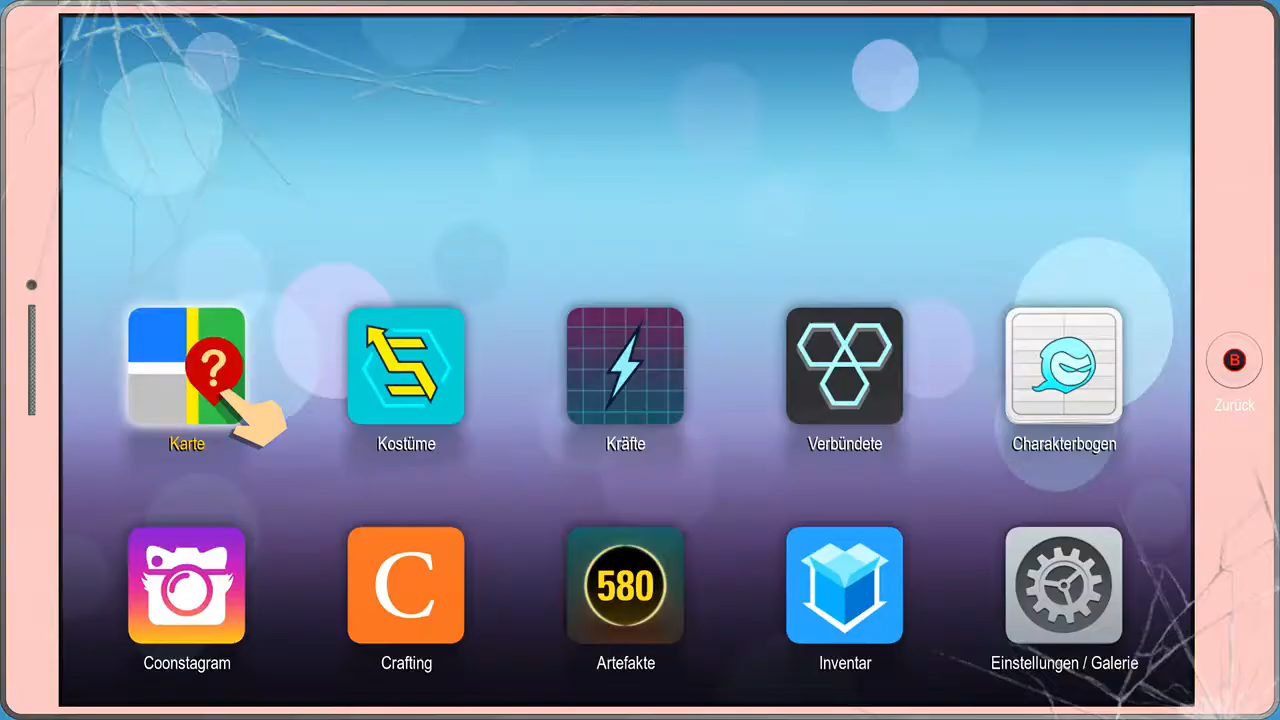 ?
B
Zurück
Karte
Kostüme
Kräfte
Verbündete
Charakterbogen
C
580
Coonstagram
Crafting
Artefakte
Inventar
Einstellungen / Galerie